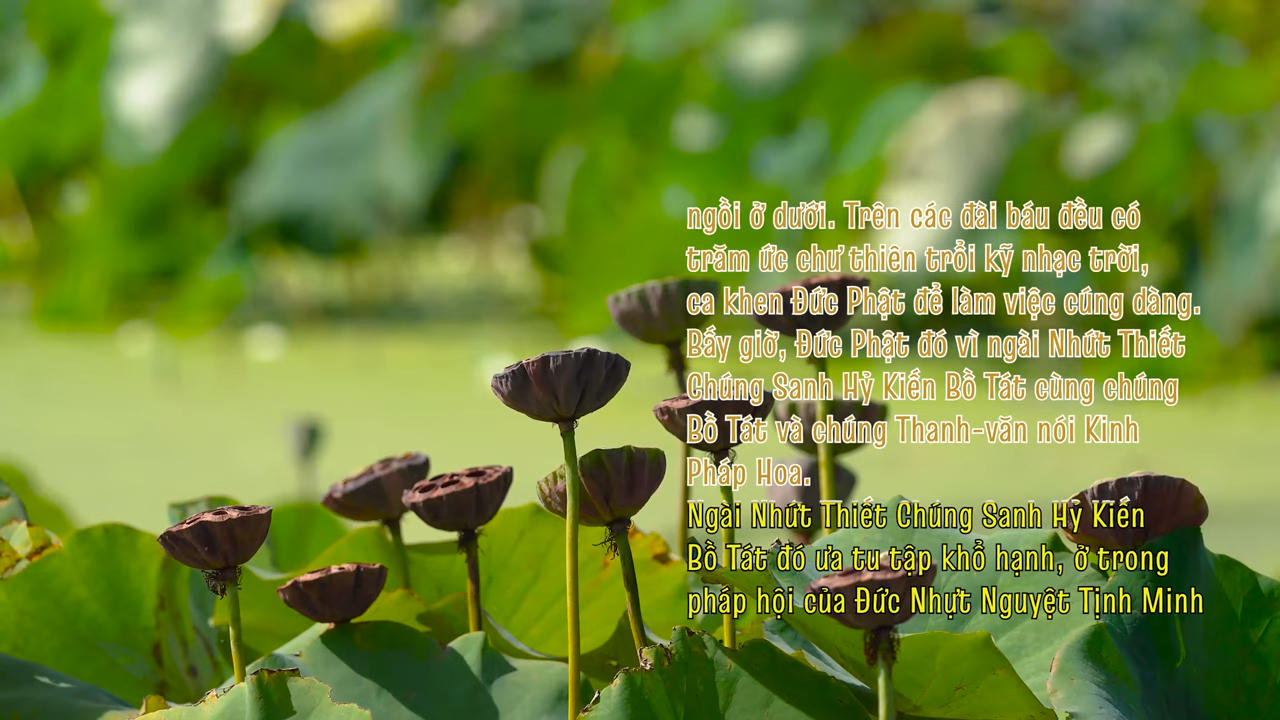 ngồi ở dưới. Trên các đài báu đều có
trăm ức chư thiên trổi kỹ nhạc trời,
ca khen Đức Phật để làm việc cúng dàng.
Bấy giờ, Đức Phật đó vì ngài Nhứt Thiết
Chúng Sanh Hỷ Kiến Bồ Tát cùng chúng
Bồ Tát và chúng Thanh-văn nói Kinh
Pháp Hoa.
Ngài Nhứt Thiết Chúng Sanh Hỷ Kiến
Bồ Tát đó ưa tu tập khổ hạnh, ở trong
pháp hội của Đức Nhựt Nguyệt Tịnh Minh